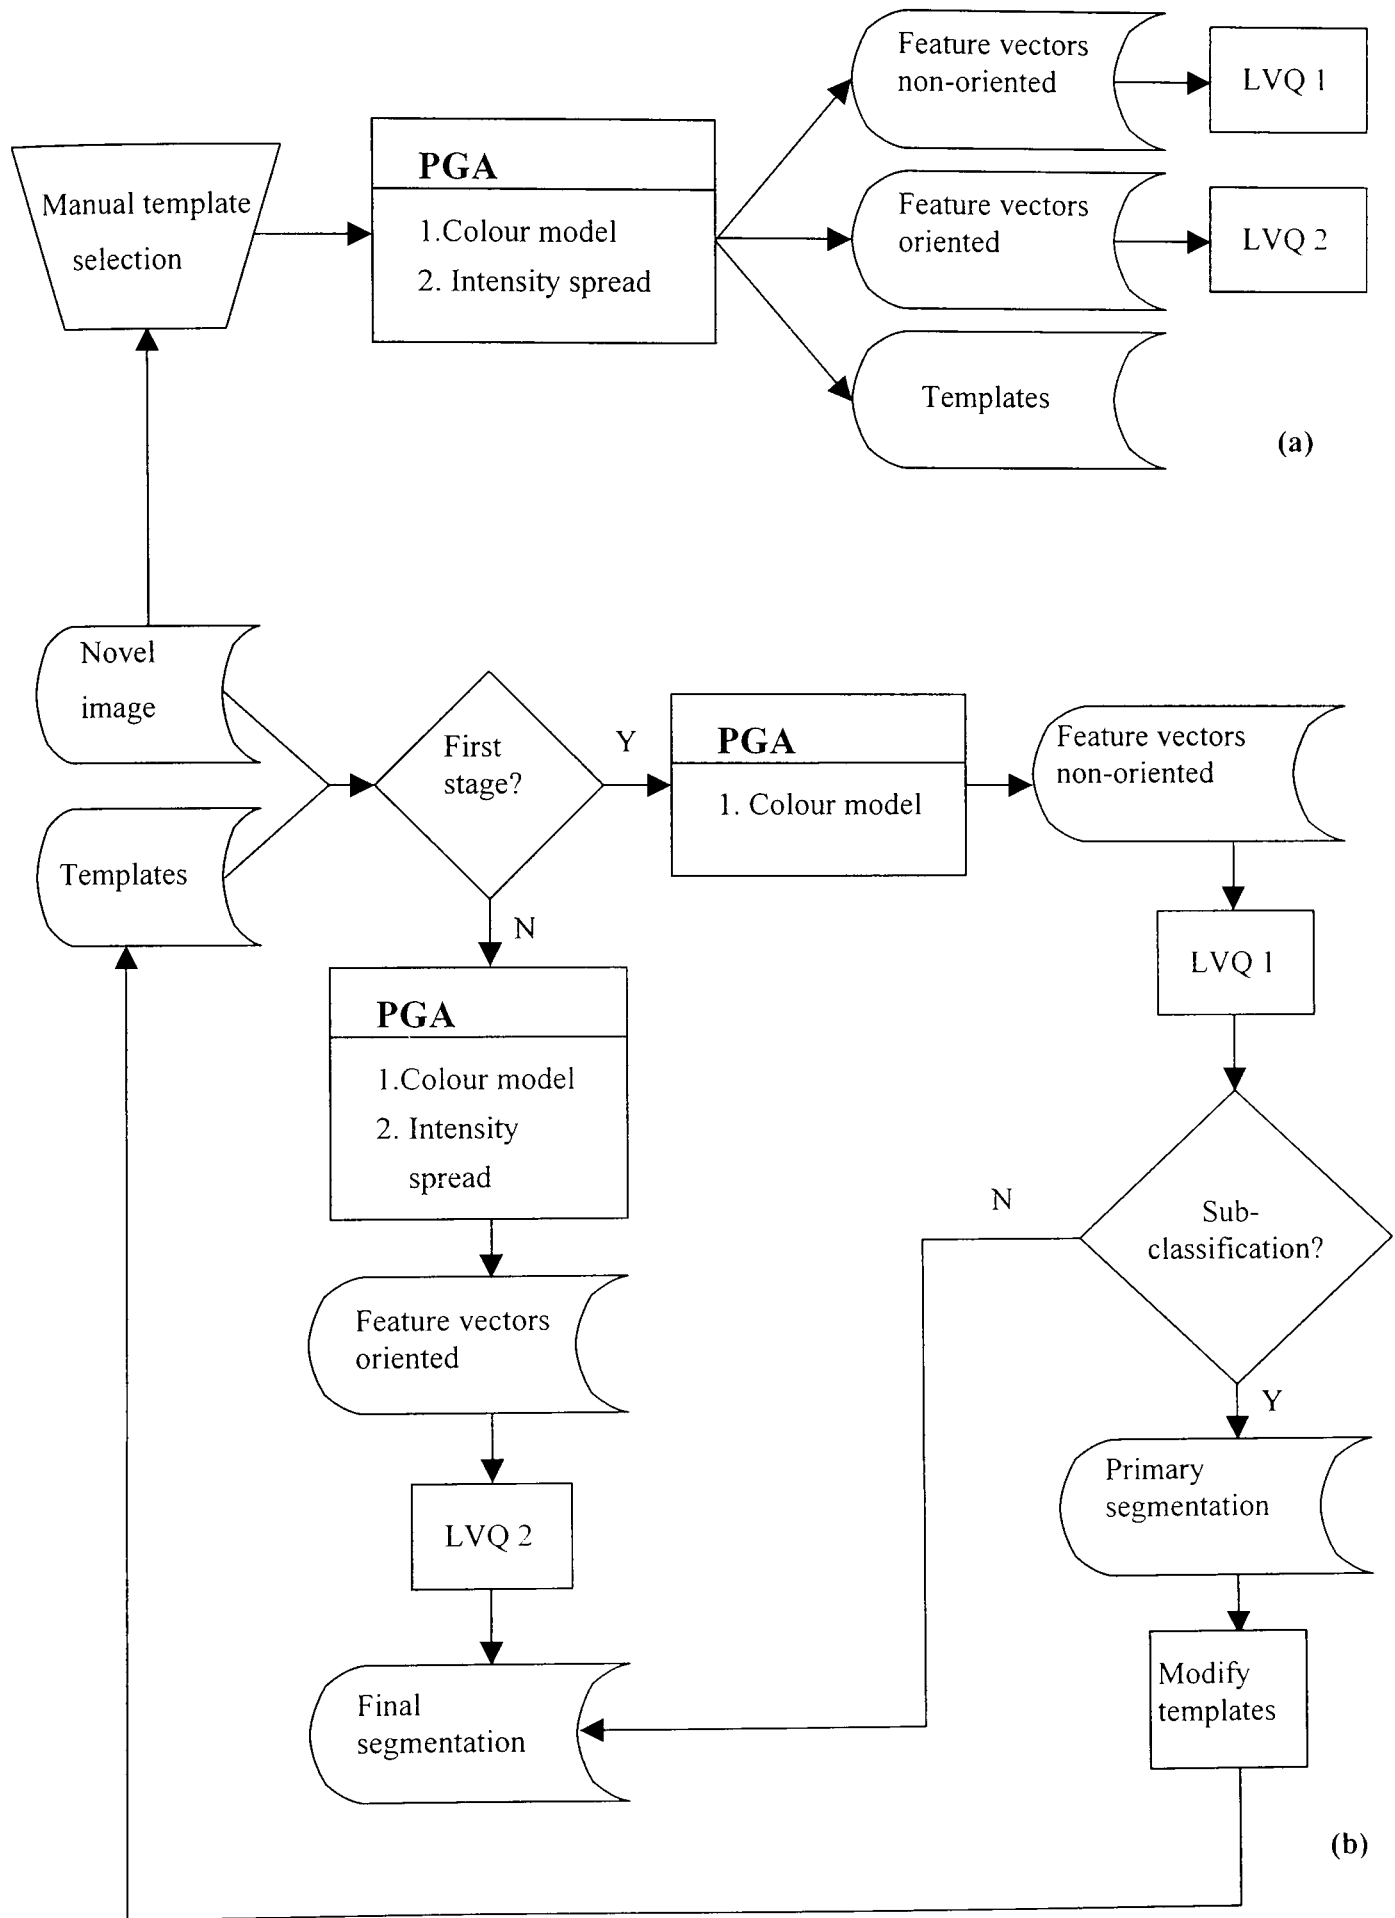 Feature vectors
non-oriented
LVQ 1
Manual template
selection
PGA
1.Colour model
2. Intensity spread
Feature vectors
oriented
LVQ 2
Templates
(a)
Novel
image
Templates
First
stage?
Y
N
PGA
1. Colour model
Feature vectors
non-oriented
LVQ 1
PGA
1.Colour model
2. Intensity
spread
Feature vectors
oriented
LVQ 2
Final
segmentation
N
Sub-
classification?
Y
Primary
segmentation
Modify
templates
(b)